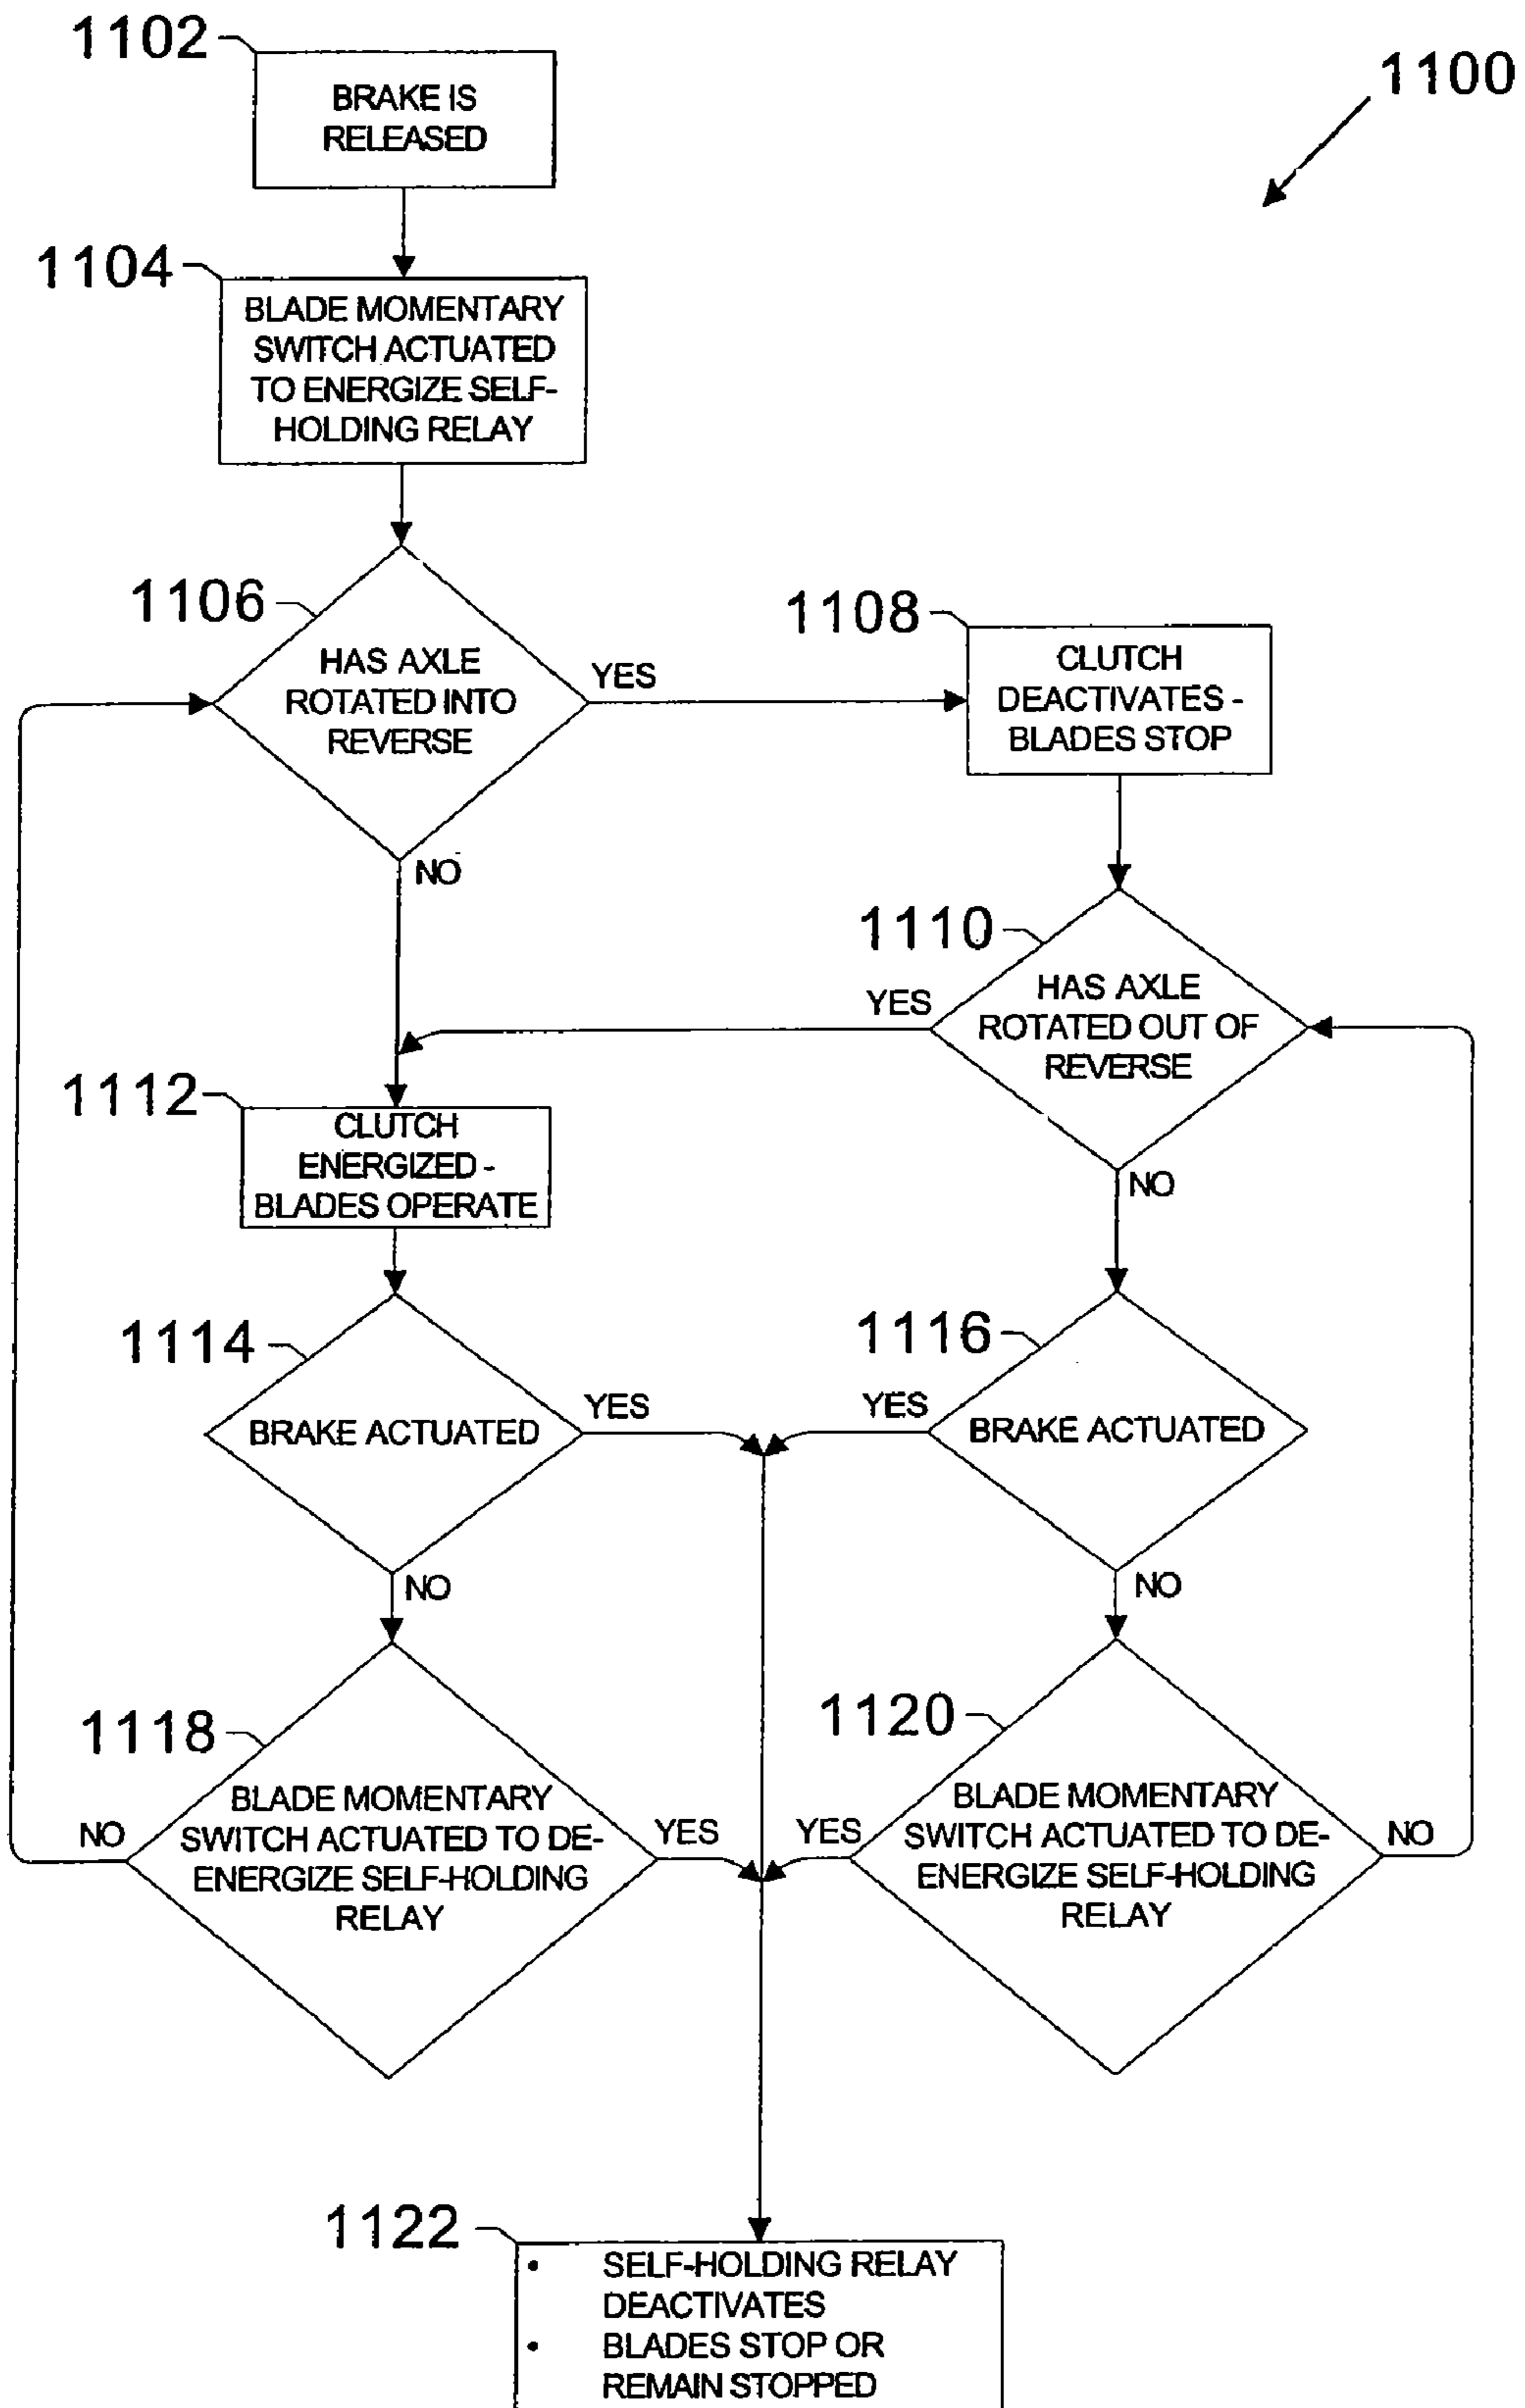 1102
BRAKE IS
RELEASED
1100
1104
BLADE MOMENTARY
SWITCH ACTUATED
TO ENERGIZE SELF-
HOLDING RELAY
1106
HAS AXLE
ROTATED INTO
REVERSE
YES
NO
1108
CLUTCH
DEACTIVATES -
BLADES STOP
1110
HAS AXLE
ROTATED OUT OF
REVERSE
YES
NO
1112
CLUTCH
ENERGIZED -
BLADES OPERATE
1114
BRAKE ACTUATED
YES
NO
1116
BRAKE ACTUATED
YES
NO
1118
BLADE MOMENTARY
SWITCH ACTUATED TO DE-
ENERGIZE SELF-HOLDING
RELAY
NO
YES
1120
BLADE MOMENTARY
SWITCH ACTUATED TO DE-
ENERGIZE SELF-HOLDING
RELAY
YES
NO
1122
• SELF-HOLDING RELAY
DEACTIVATES
• BLADES STOP OR
REMAIN STOPPED